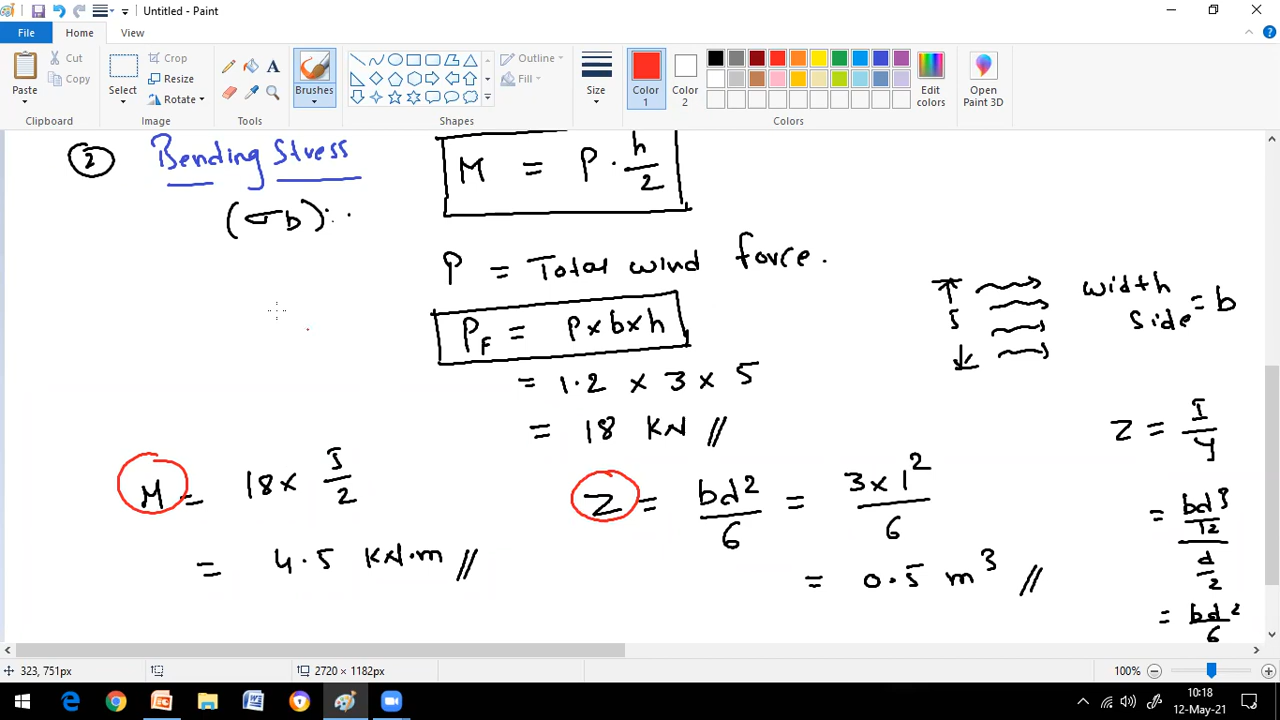 Untitled - Paint
File Home View
Paste Cut Copy
Clipboard
Select Crop Resize Rotate
Image
Tools
Brushes
Outline Fill
Shapes
Size
Color 1
Color 2
Edit colors
Open Paint 3D
Colors
2 Bending Stress
(σb):
M = P · h/2
P = Total wind force.
PF = P x b x h
= 1.2 x 3 x 5
= 18 KN //
5 width side = b
M = 18 x 5/2
= 4.5 KN·m //
Z = bd²/6 = 3 x 1²/6
= 0.5 m³ //
Z = I/y
= bd³/12 / d/2
= bd²/6
323, 751px
2720 × 1182px
100%
10:18
12-May-21